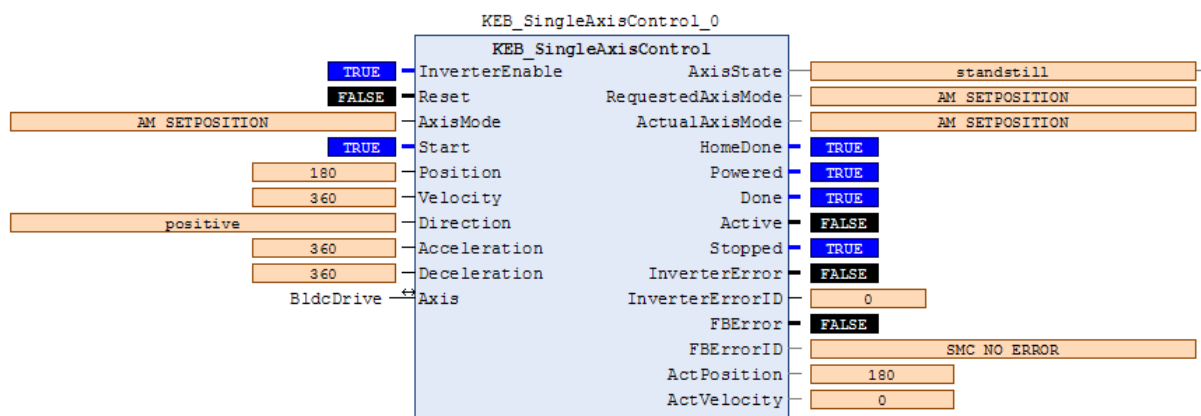 KEB_SingleAxisControl_0
KEB_SingleAxisControl
TRUE InverterEnable AxisState standstill
FALSE Reset RequestedAxisMode AM SETPOSITION
AM SETPOSITION AxisMode ActualAxisMode AM SETPOSITION
TRUE Start HomeDone TRUE
180 Position Powered TRUE
360 Velocity Done TRUE
positive Direction Active FALSE
360 Acceleration Stopped TRUE
360 Deceleration InverterError FALSE
BldcDrive Axis InverterErrorID 0
FBError FALSE
FBErrorID SMC NO ERROR
ActPosition 180
ActVelocity 0